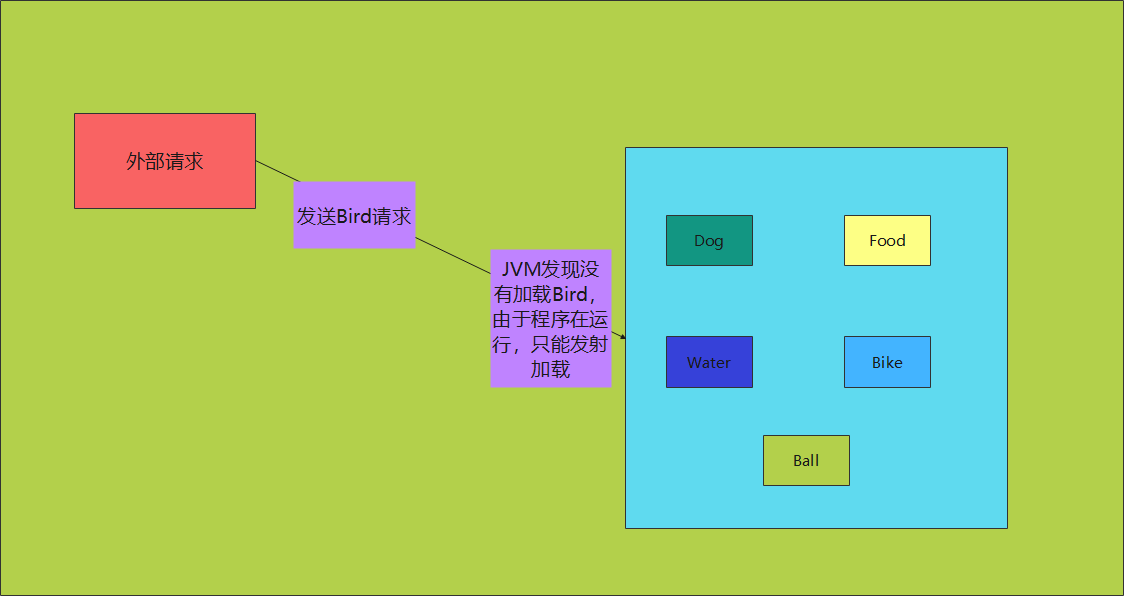 外部请求
发送Bird请求
JVM发现没
有加载Bird，
由于程序在运
行，只能发射
加载
Dog
Food
Water
Bike
Ball